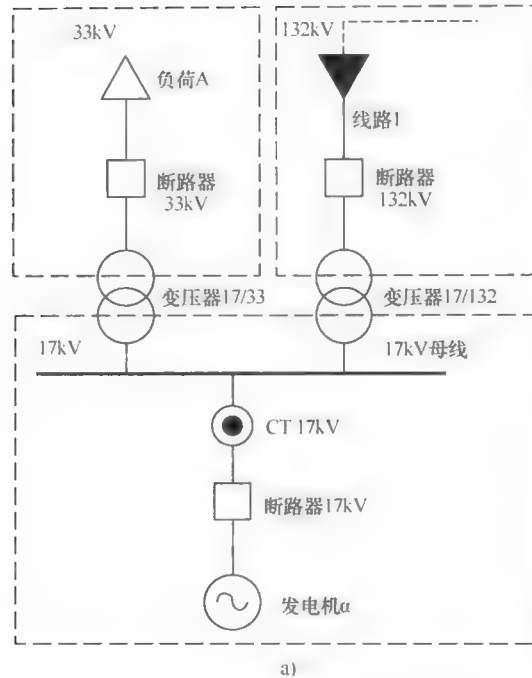 33kV
负荷A
断路器
33kV
变压器17/33
132kV
线路1
断路器
132kV
变压器17/132
17kV
17kV母线
CT 17kV
断路器17kV
发电机α
a)